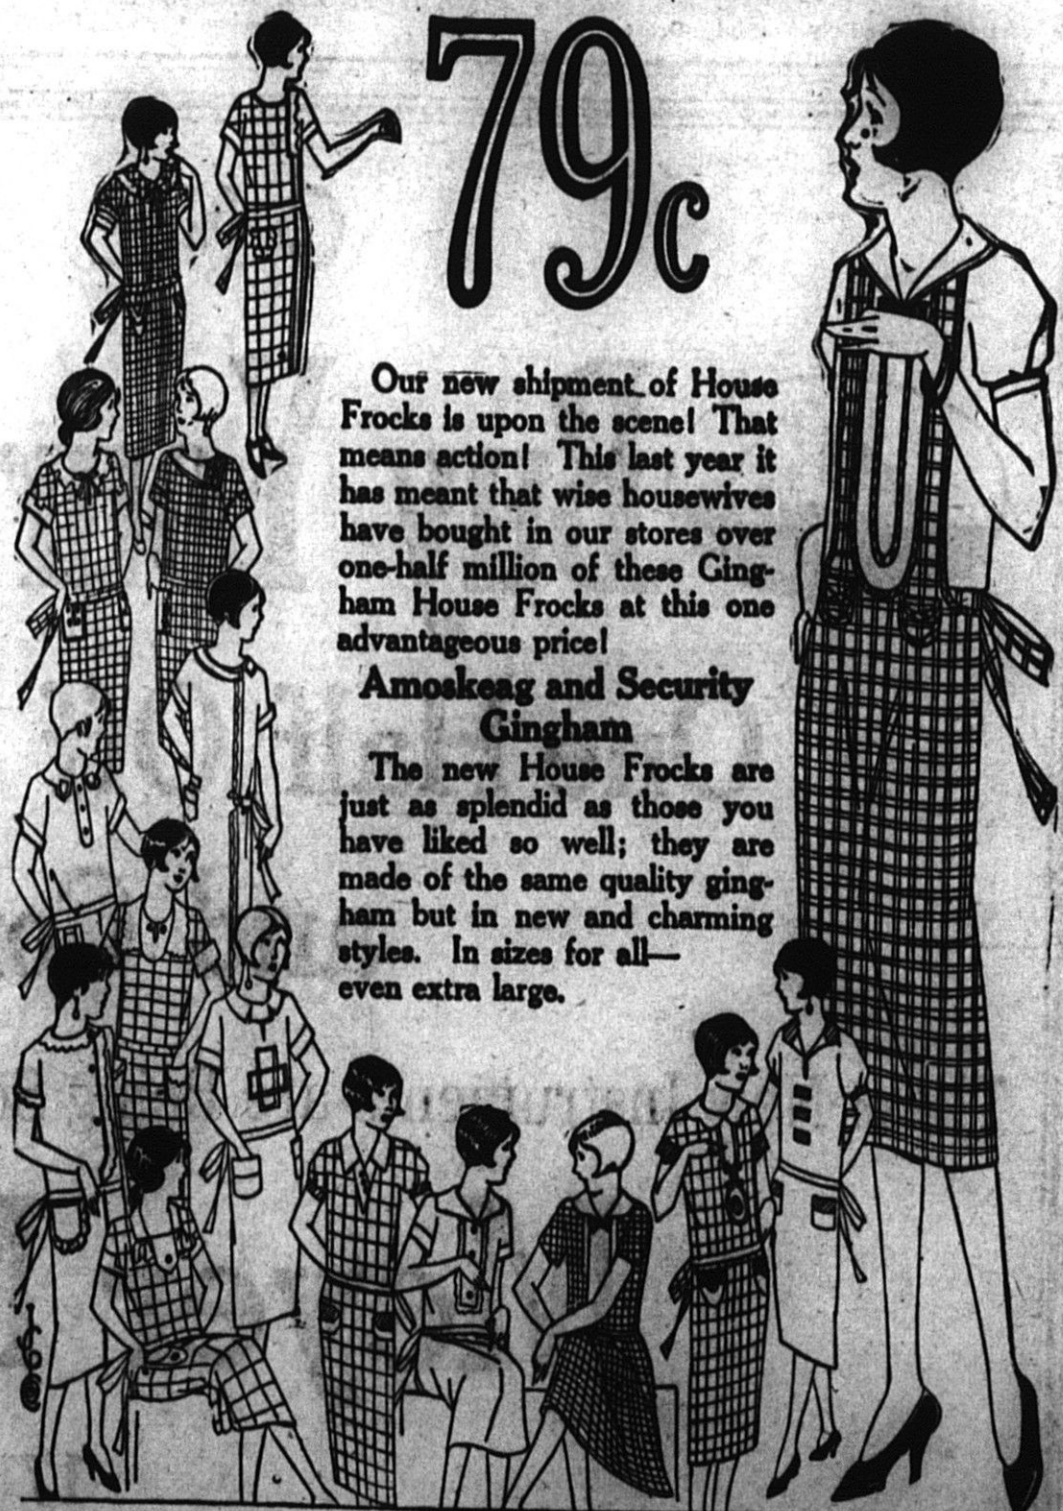 79c
Our new shipment of House
Frocks is upon the scene! That
means action! This last year it
has meant that wise housewives
have bought in our stores over
one-half million of these Ging-
ham House Frocks at this one
advantageous price!
Amoskeag and Security
Gingham
The new House Frocks are
just as splendid as those you
have liked so well; they are
made of the same quality ging-
ham but in new and charming
styles. In sizes for all—
even extra large.